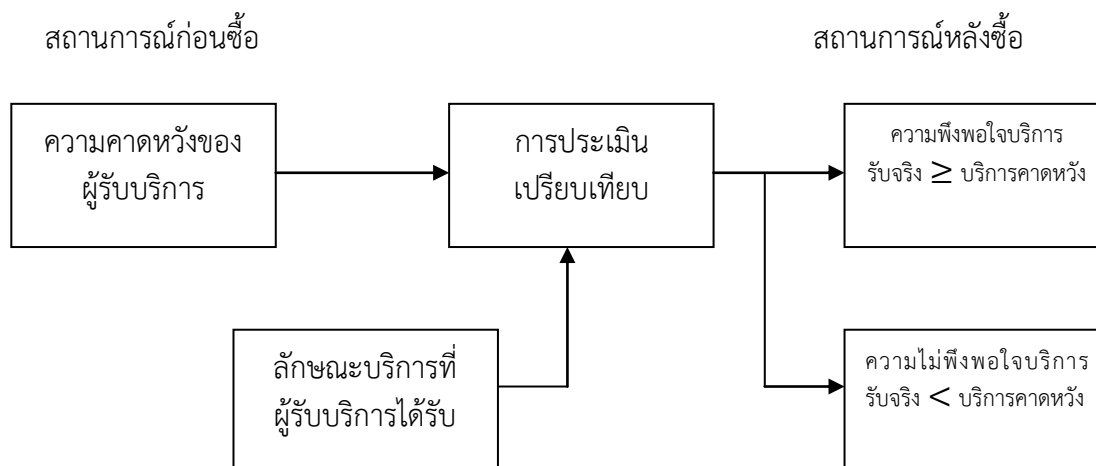 สถานการณ์ก่อนซื้อ
สถานการณ์หลังซื้อ
ความคาดหวังของ
ผู้รับบริการ
การประเมิน
เปรียบเทียบ
ความพึงพอใจบริการ
รับจริง ≥ บริการคาดหวัง
ลักษณะบริการที่
ผู้รับบริการได้รับ
ความไม่พึงพอใจบริการ
รับจริง < บริการคาดหวัง